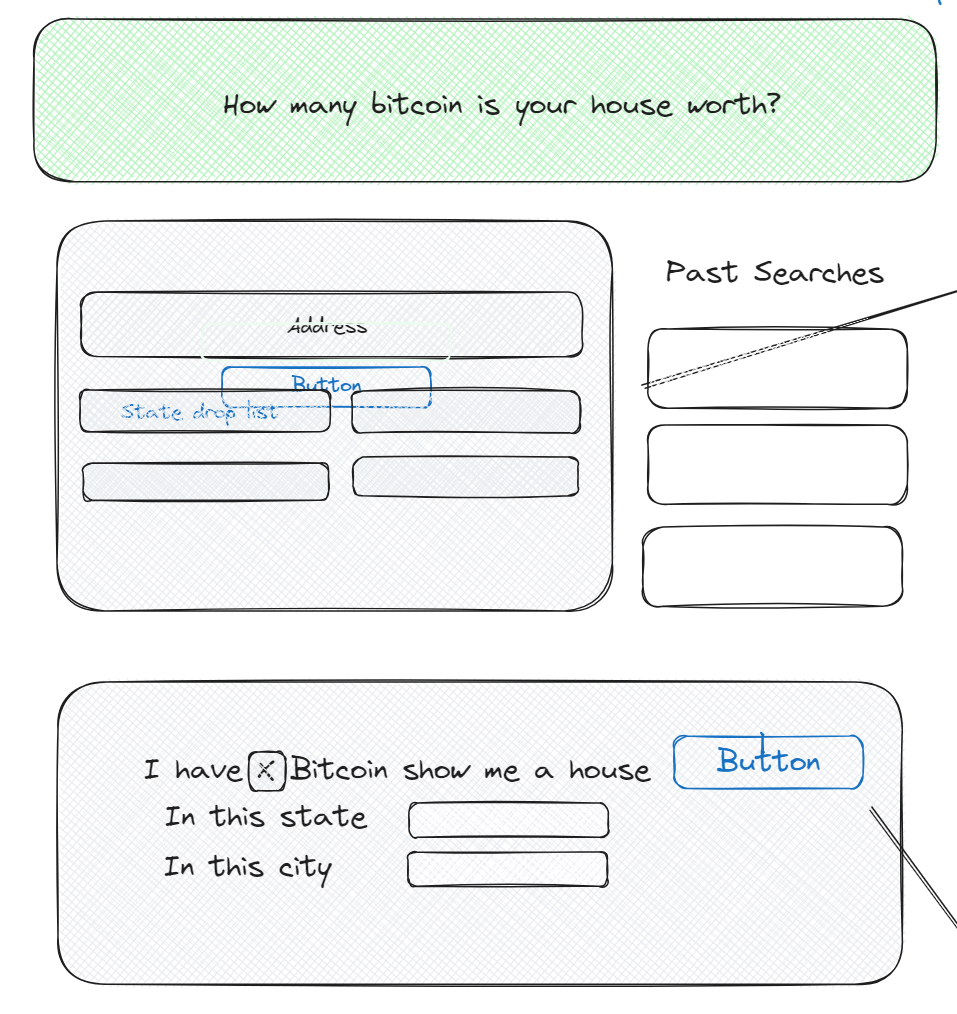 How many bitcoin is your house worth?
Past Searches
Address
Button
State drop list
I have X Bitcoin show me a house
Button
In this state
In this city